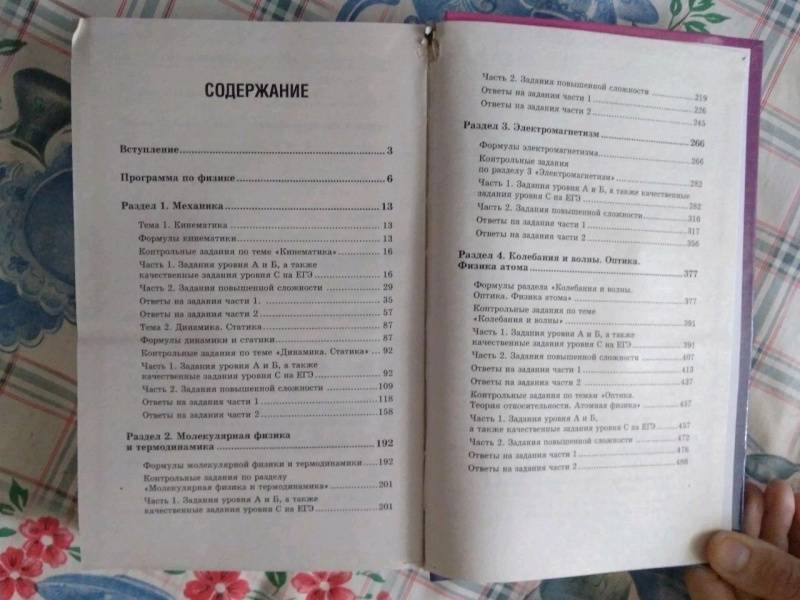 СОДЕРЖАНИЕ
Вступление 3
Программа по физике 6
Раздел 1. Механика 13
Тема 1. Кинематика 13
Формулы кинематики 13
Контрольные задания по теме «Кинематика» 16
Часть 1. Задания уровня А и Б, а также
качественные задания уровня С на ЕГЭ 16
Часть 2. Задания повышенной сложности 29
Ответы на задания части 1. 35
Ответы на задания части 2 57
Тема 2. Динамика. Статика 87
Формулы динамики и статики 87
Контрольные задания по теме «Динамика. Статика» 92
Часть 1. Задания уровня А и Б, а также
качественные задания уровня С на ЕГЭ 92
Часть 2. Задания повышенной сложности 109
Ответы на задания части 1 118
Ответы на задания части 2 158
Раздел 2. Молекулярная физика
и термодинамика 192
Формулы молекулярной физики и термодинамики 192
Контрольные задания по разделу
«Молекулярная физика и термодинамика» 201
Часть 1. Задания уровня А и Б, а также
качественные задания уровня С на ЕГЭ 201
Часть 2. Задания повышенной сложности 219
Ответы на задания части 1 226
Ответы на задания части 2 245
Раздел 3. Электромагнетизм 266
Формулы электромагнетизма 266
Контрольные задания
по разделу 3 «Электромагнетизм» 282
Часть 1. Задания уровня А и Б, а также качественные
задания уровня С на ЕГЭ 282
Часть 2. Задания повышенной сложности 316
Ответы на задания части 1 317
Ответы на задания части 2 356
Раздел 4. Колебания и волны. Оптика.
Физика атома 377
Формулы раздела «Колебания и волны.
Оптика. Физика атома» 377
Контрольные задания по теме
«Колебания и волны» 391
Часть 1. Задания уровня А и Б, а также
качественные задания уровня С на ЕГЭ 391
Часть 2. Задания повышенной сложности 407
Ответы на задания части 1 413
Ответы на задания части 2 437
Контрольные задания по темам «Оптика.
Теория относительности. Атомная физика» 457
Часть 1. Задания уровня А и Б,
а также качественные задания уровня С на ЕГЭ 457
Часть 2. Задания повышенной сложности 472
Ответы на задания части 1 476
Ответы на задания части 2 488